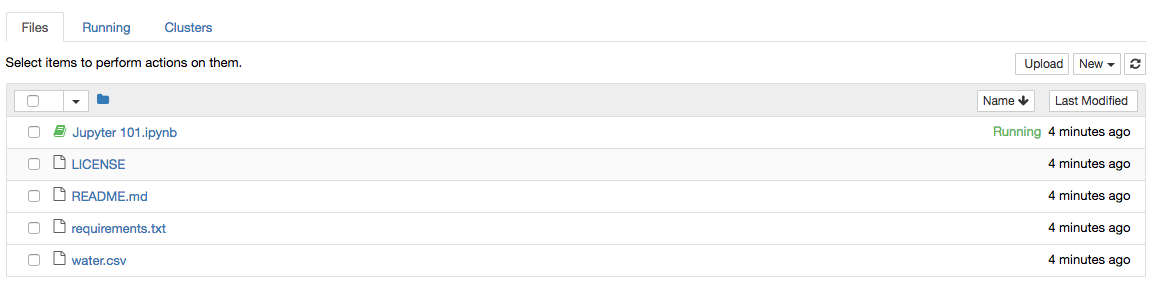 Files Running Clusters
Select items to perform actions on them. Upload New
Name Last Modified
Jupyter 101.ipynb Running 4 minutes ago
LICENSE 4 minutes ago
README.md 4 minutes ago
requirements.txt 4 minutes ago
water.csv 4 minutes ago